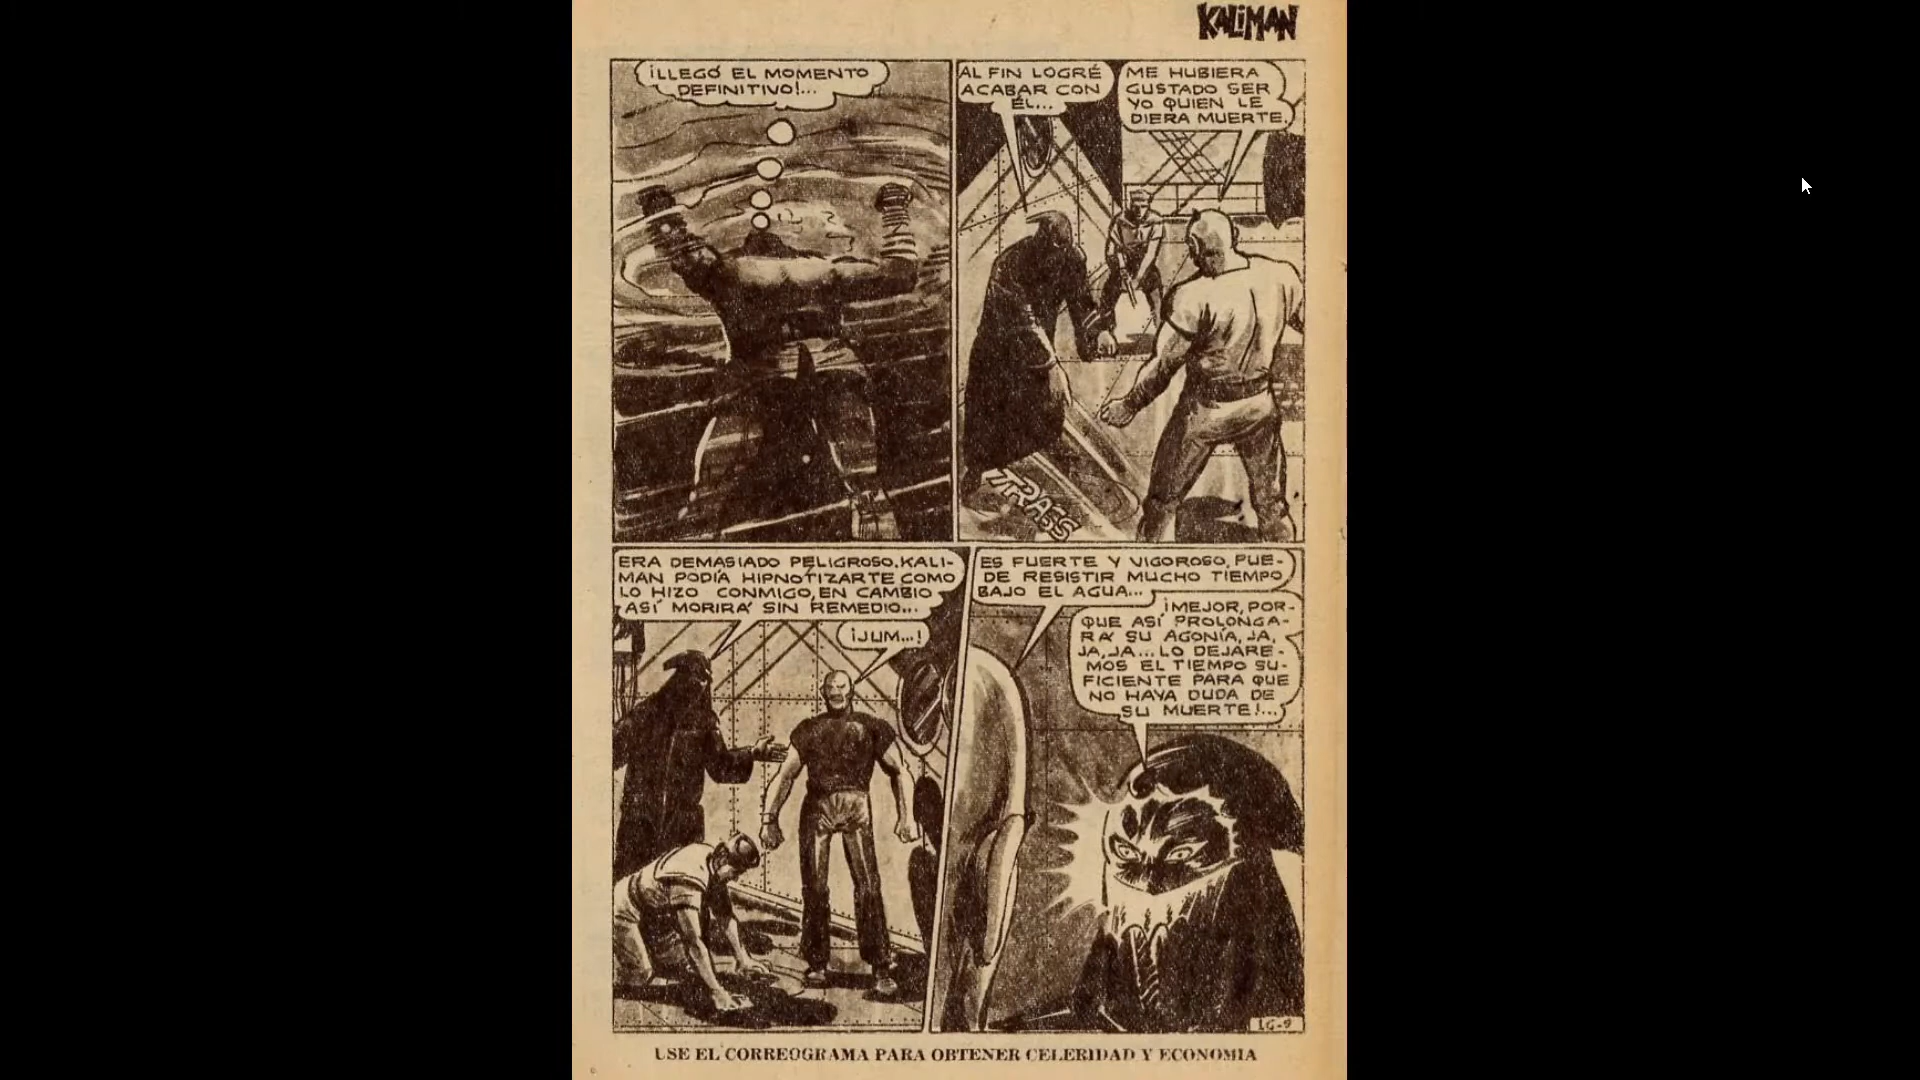 KALIMAN
¡LLEGÓ EL MOMENTO
DEFINITIVO!...
AL FIN LOGRÉ
ACABAR CON
ÉL...
ME HUBIERA
GUSTADO SER
YO QUIEN LE
DIERA MUERTE.
TRAGS
ERA DEMASIADO PELIGROSO. KALI-
MAN PODÍA HIPNOTIZARTE COMO
LO HIZO CONMIGO, EN CAMBIO
ASÍ MORIRÁ SIN REMEDIO...
¡JUM...!
ES FUERTE Y VIGOROSO, PUE-
DE RESISTIR MUCHO TIEMPO
BAJO EL AGUA...
¡MEJOR, POR-
QUE ASÍ PROLONGA-
RÁ SU AGONÍA, JA,
JA, JA... LO DEJARE-
MOS EL TIEMPO SU-
FICIENTE PARA QUE
NO HAYA DUDA DE
SU MUERTE!...
16-9
USE EL CORREOGRAMA PARA OBTENER CELERIDAD Y ECONOMIA